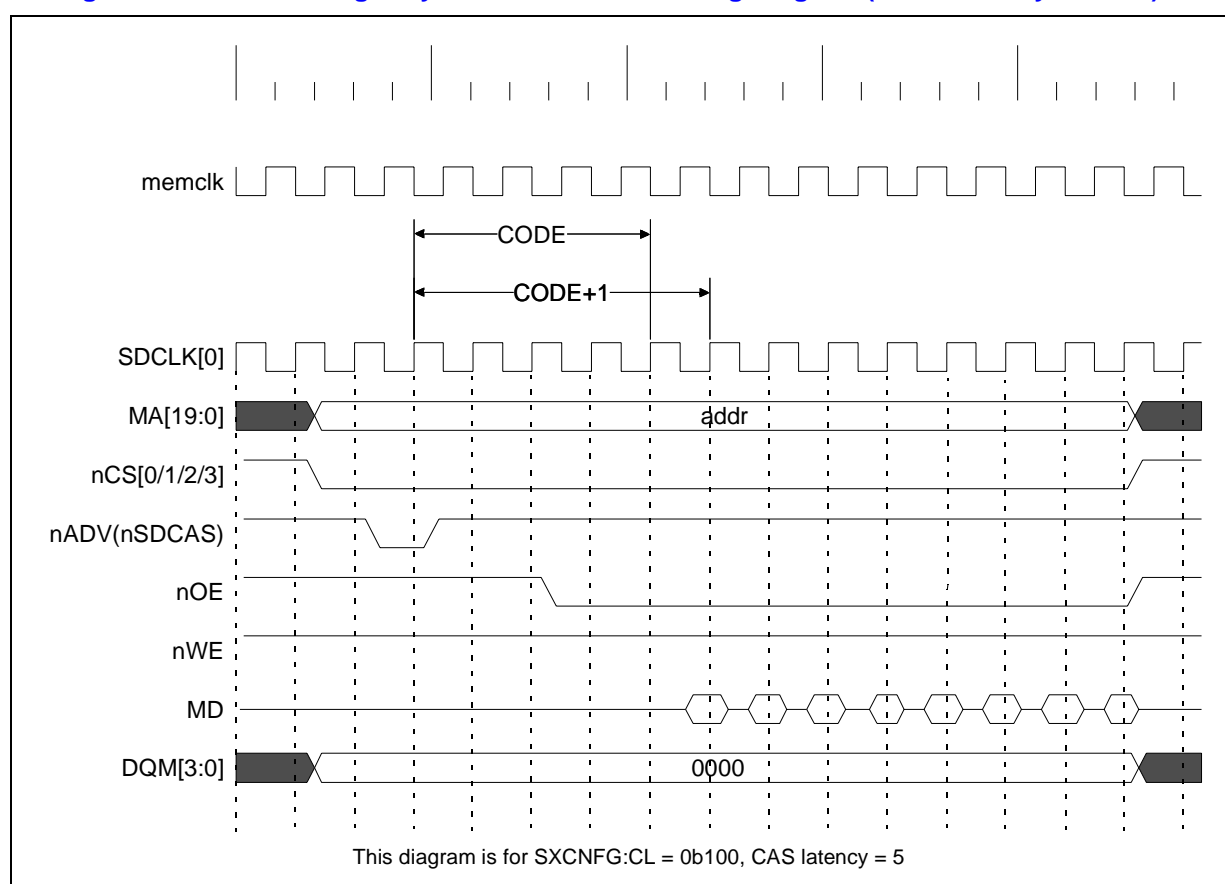 memclk
CODE
CODE+1
SDCLK[0]
MA[19:0]
addr
nCS[0/1/2/3]
nADV(nSDCAS)
nOE
nWE
MD
DQM[3:0]
0000
This diagram is for SXCNFG:CL = 0b100, CAS latency = 5